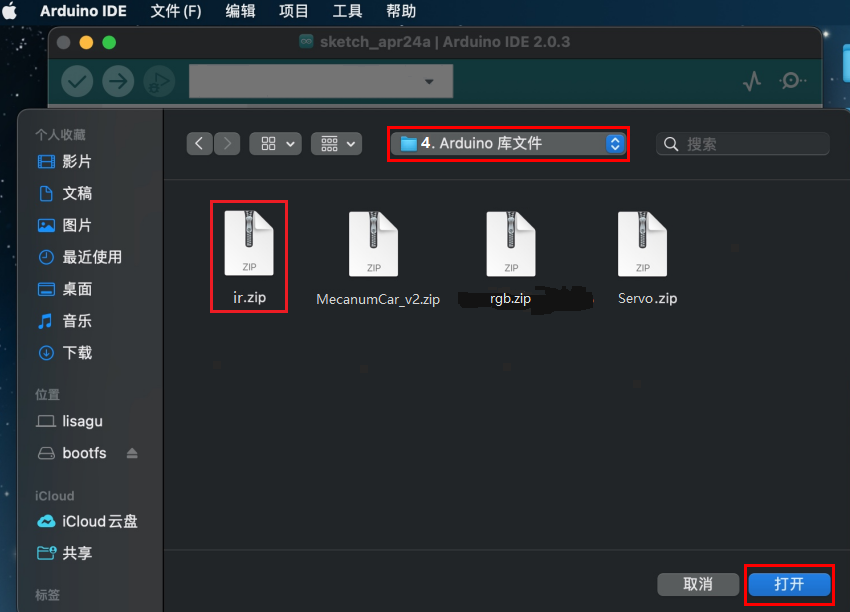 Arduino IDE 文件(F) 编辑 项目 工具 帮助
sketch_apr24a | Arduino IDE 2.0.3
个人收藏
影片
文稿
图片
最近使用
桌面
音乐
下载
位置
lisagu
bootfs
iCloud
iCloud云盘
共享
标签
4. Arduino 库文件
搜索
ZIP
ir.zip
ZIP
MecanumCar_v2.zip
ZIP
rgb.zip
ZIP
Servo.zip
取消
打开